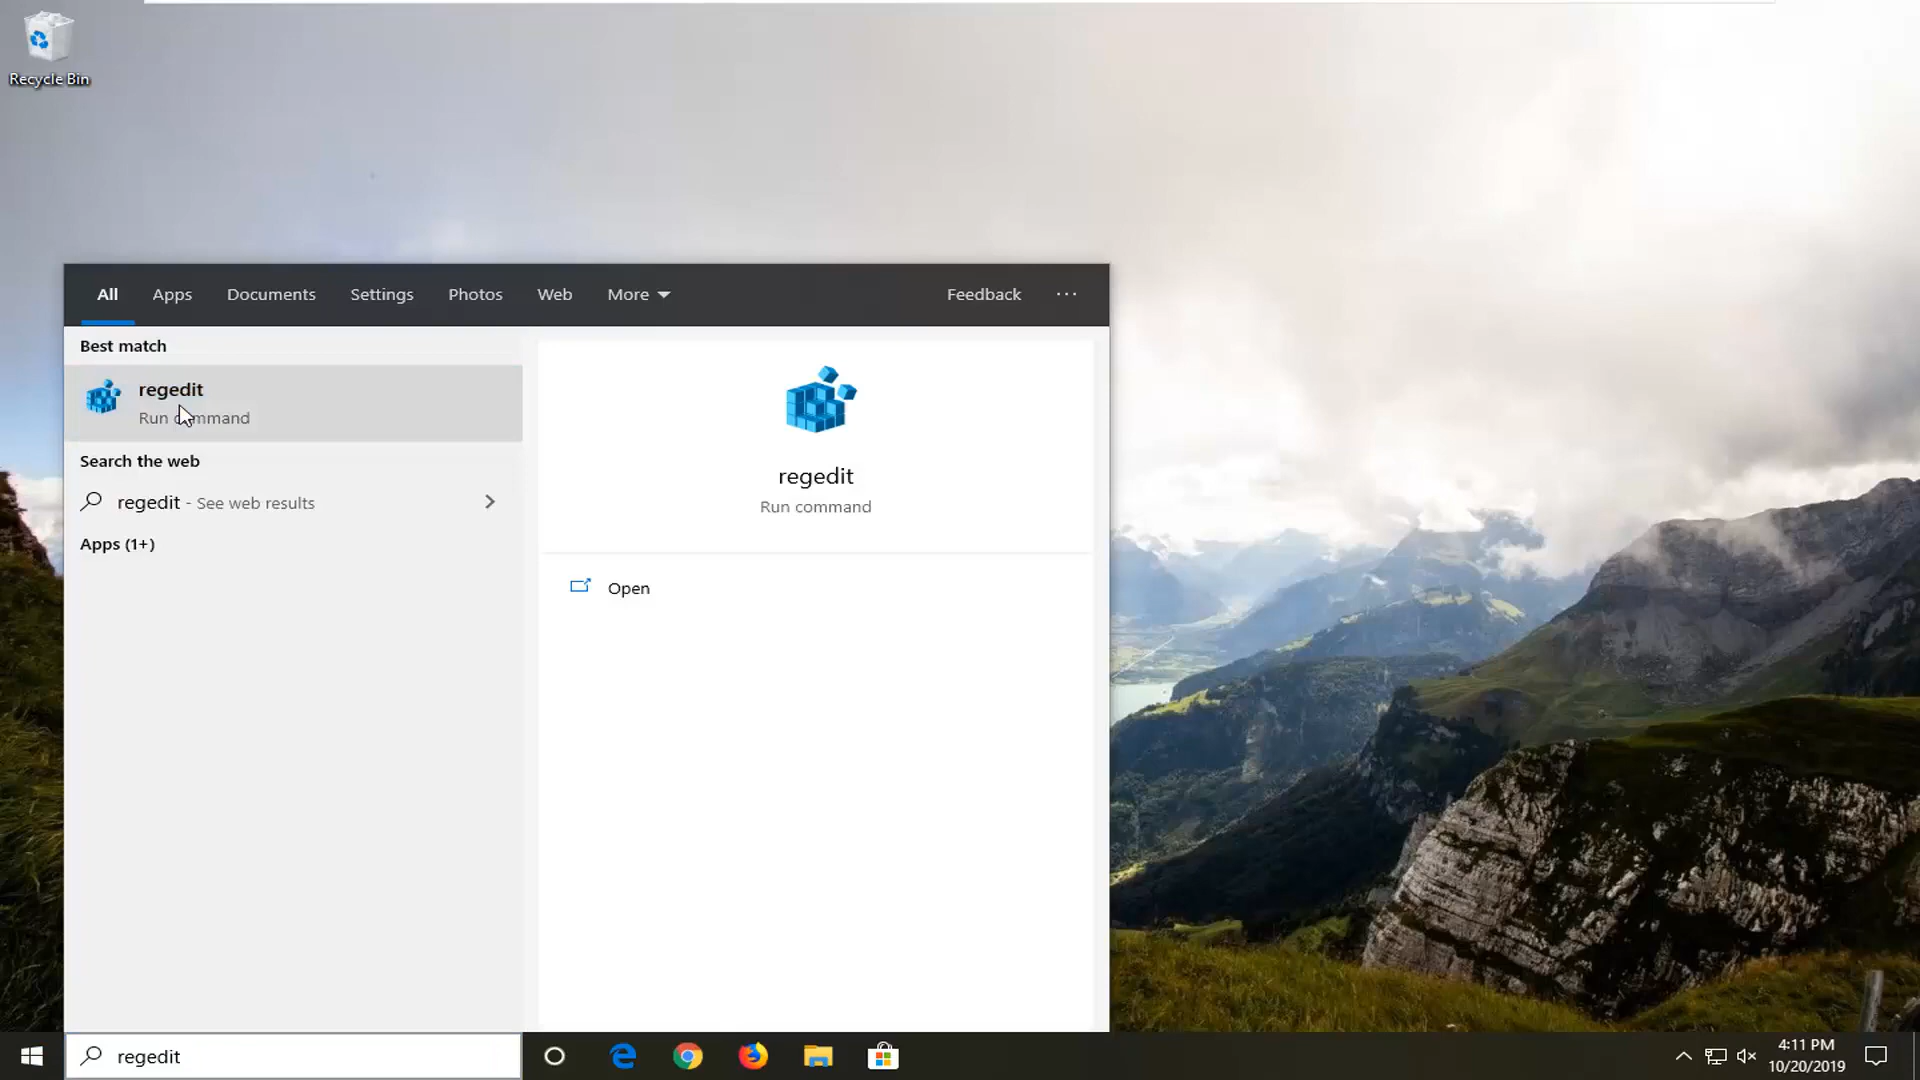 Recycle Bin
All Apps Documents Settings Photos Web More Feedback ...
Best match
regedit
Run command
Search the web
regedit - See web results
Apps (1+)
regedit
Run command
Open
regedit
4:11 PM
10/20/2019